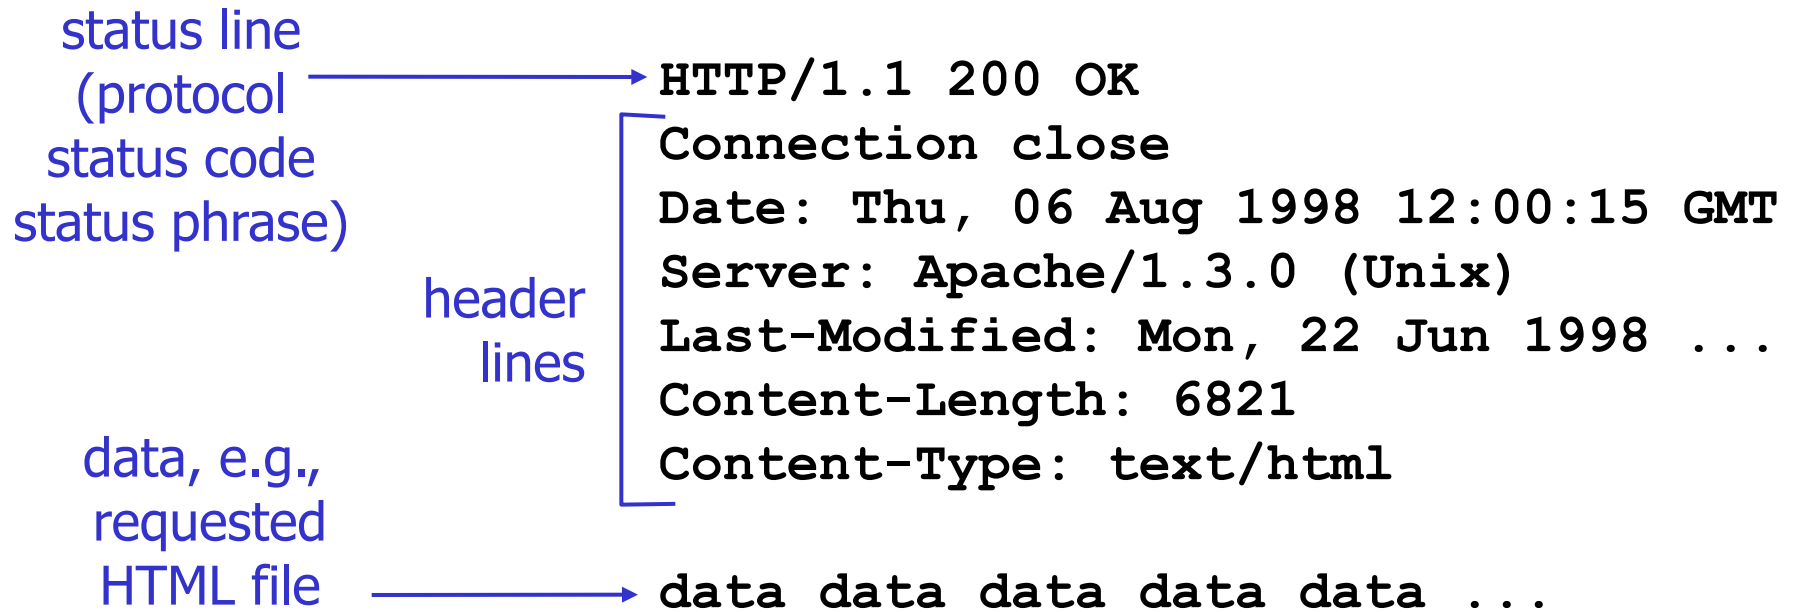 status line
(protocol
status code
status phrase)
HTTP/1.1 200 OK
Connection close
Date: Thu, 06 Aug 1998 12:00:15 GMT
Server: Apache/1.3.0 (Unix)
Last-Modified: Mon, 22 Jun 1998 ...
Content-Length: 6821
Content-Type: text/html
header
lines
data, e.g.,
requested
HTML file
data data data data data ...